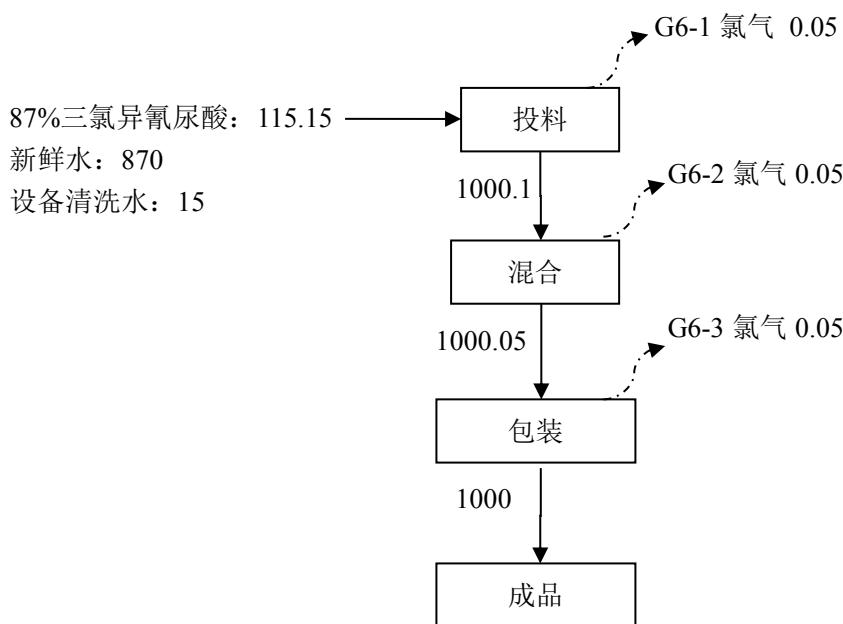 G6-1 氯气 0.05
87%三氯异氰尿酸：115.15
投料
新鲜水：870
设备清洗水：15
1000.1
G6-2 氯气 0.05
混合
1000.05
G6-3 氯气 0.05
包装
1000
成品